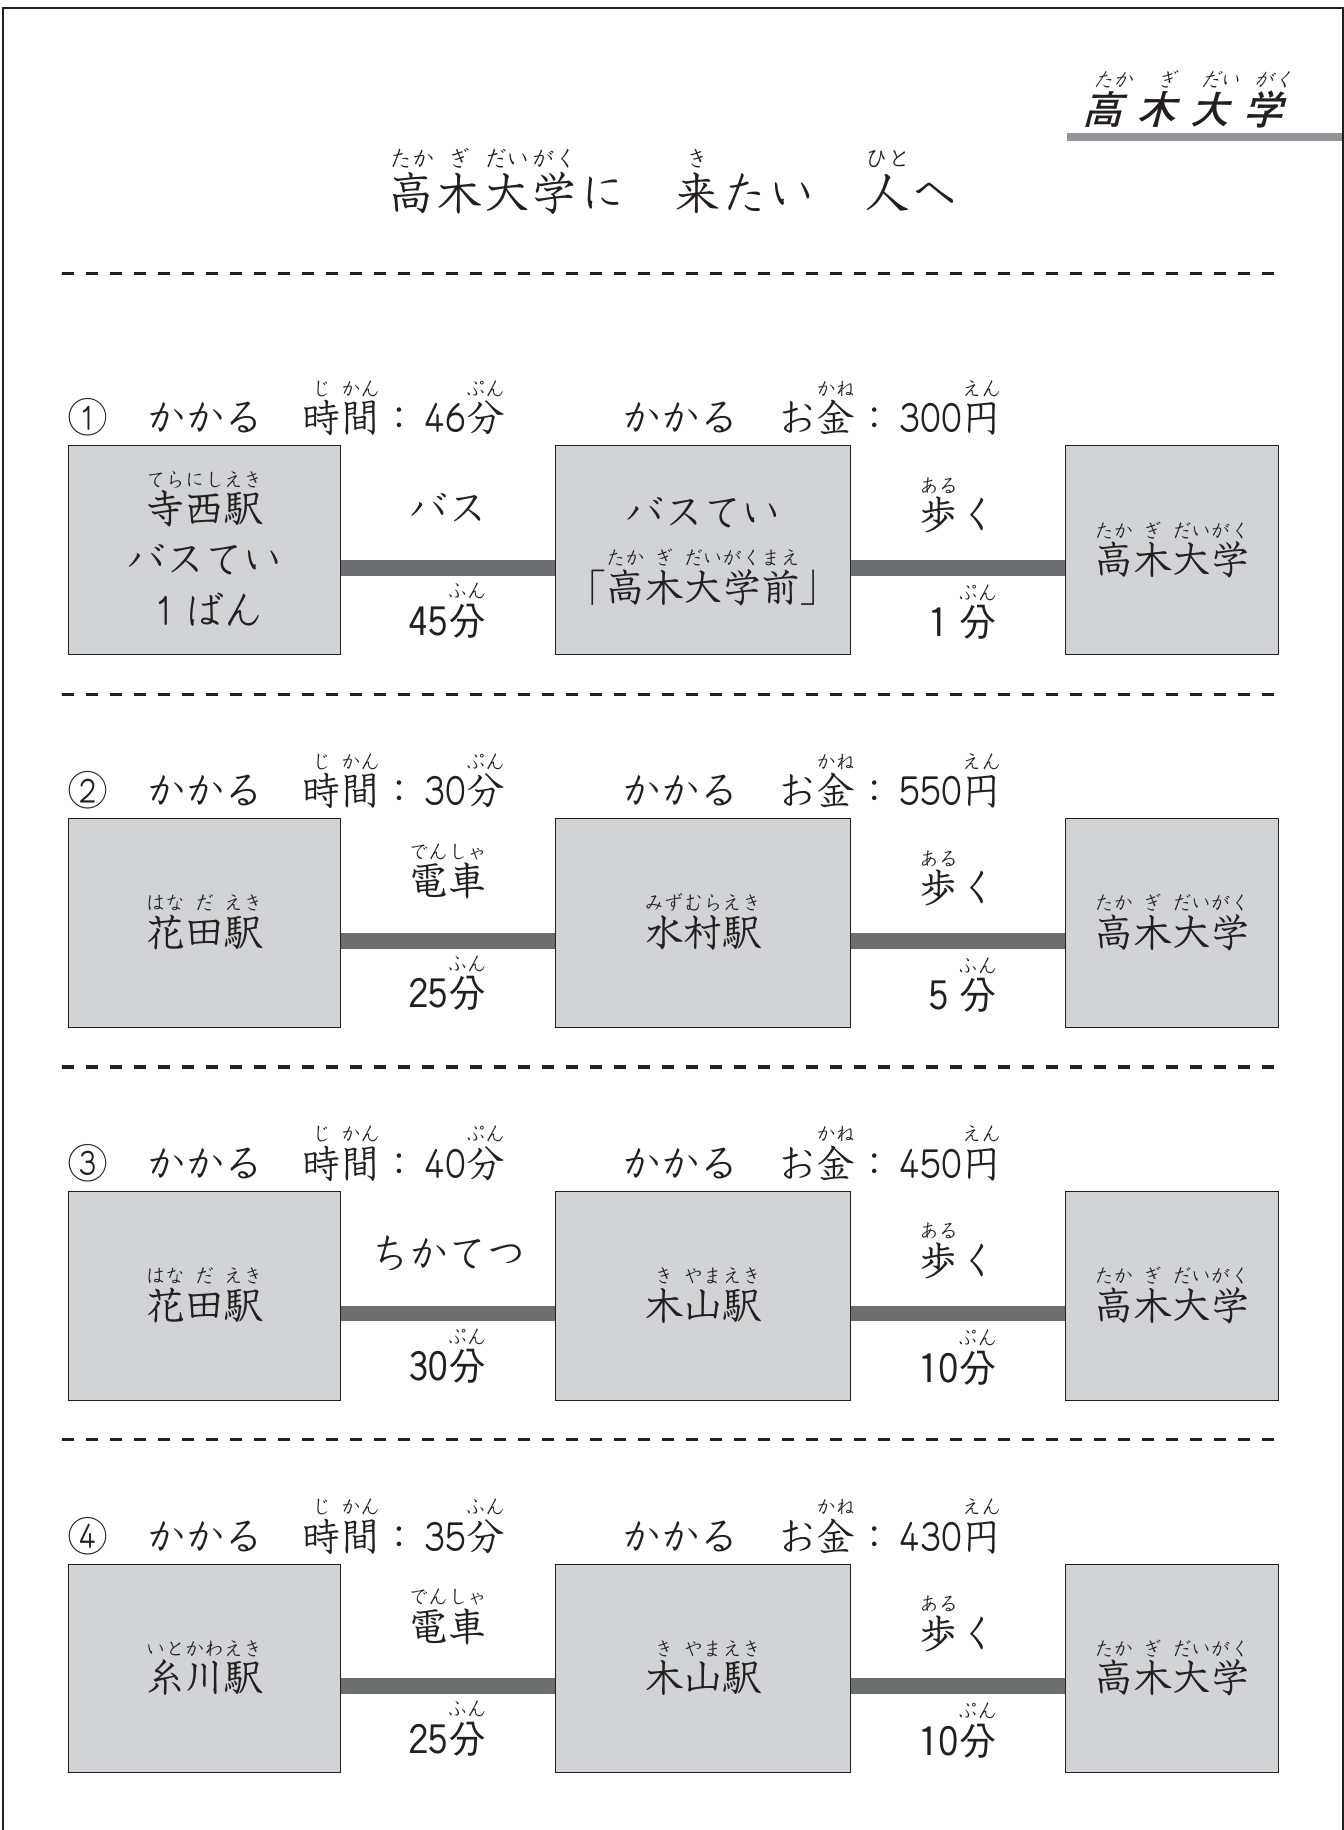 高木大学
高木大学に　来たい　人へ
①　かかる　時間：46分　かかる　お金：300円
寺西駅
バスてい
1ばん
バス
45分
バスてい
「高木大学前」
歩く
1分
高木大学
②　かかる　時間：30分　かかる　お金：550円
花田駅
電車
25分
水村駅
歩く
5分
高木大学
③　かかる　時間：40分　かかる　お金：450円
花田駅
ちかてつ
30分
木山駅
歩く
10分
高木大学
④　かかる　時間：35分　かかる　お金：430円
糸川駅
電車
25分
木山駅
歩く
10分
高木大学